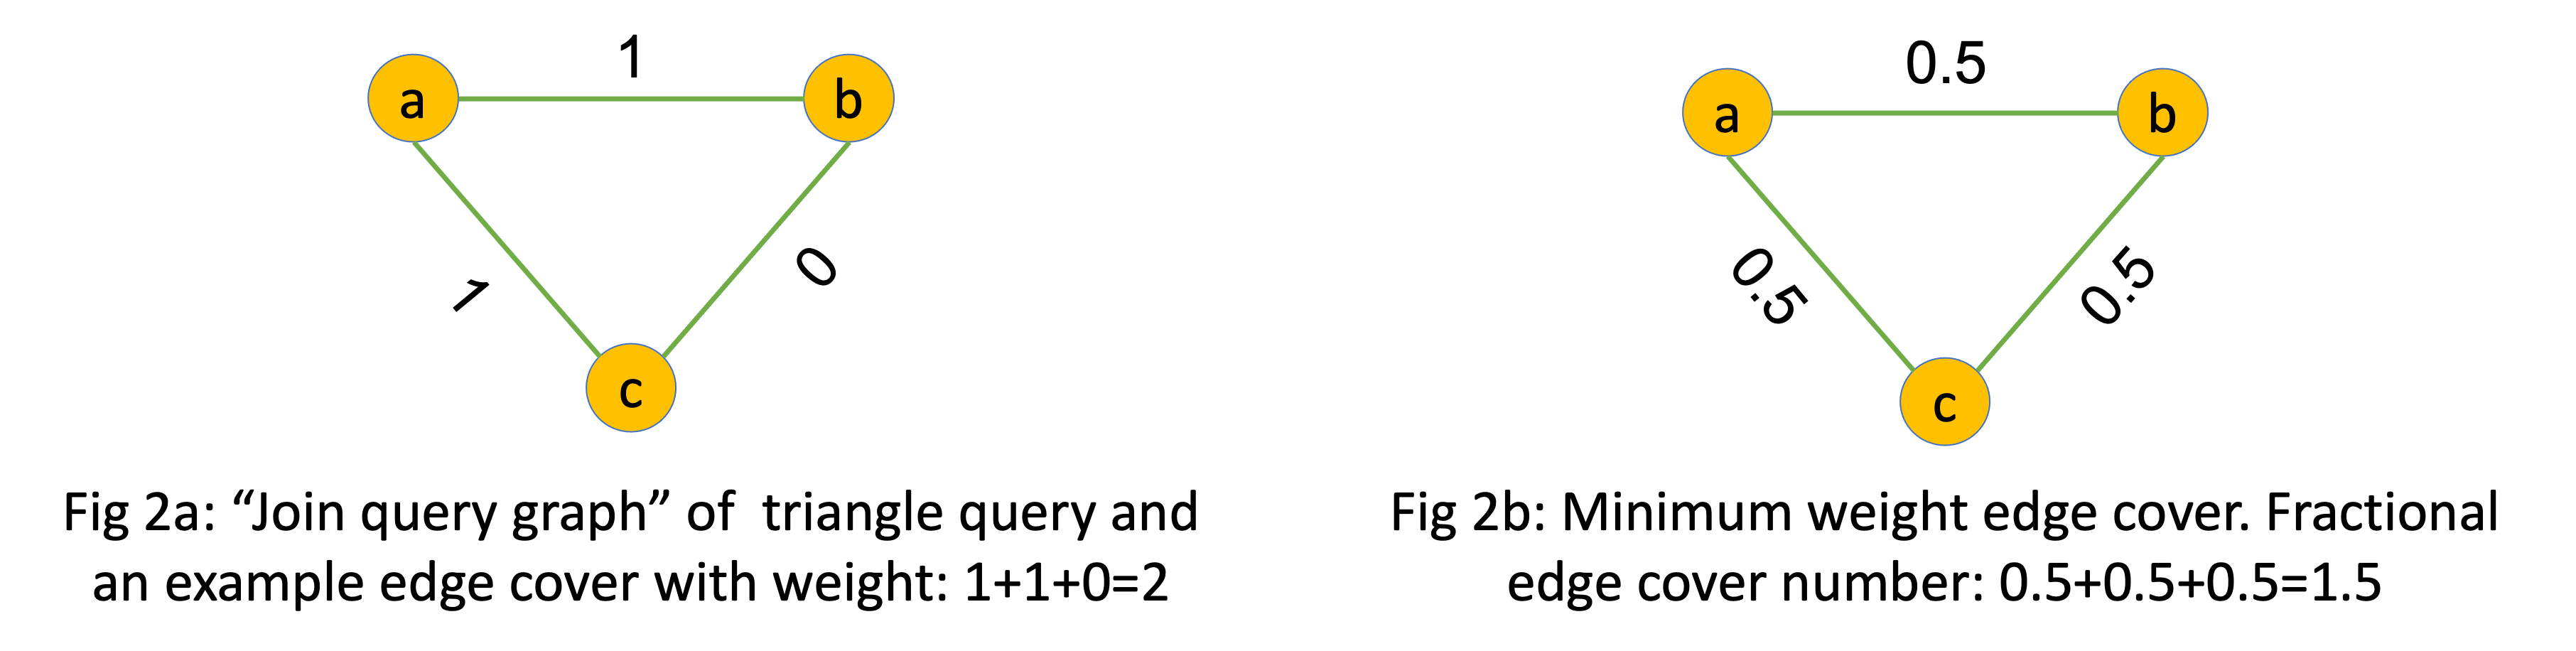 1
a
b
1
0
c
Fig 2a: “Join query graph” of  triangle query and
an example edge cover with weight: 1+1+0=2
0.5
a
b
0.5
0.5
c
Fig 2b: Minimum weight edge cover. Fractional
edge cover number: 0.5+0.5+0.5=1.5